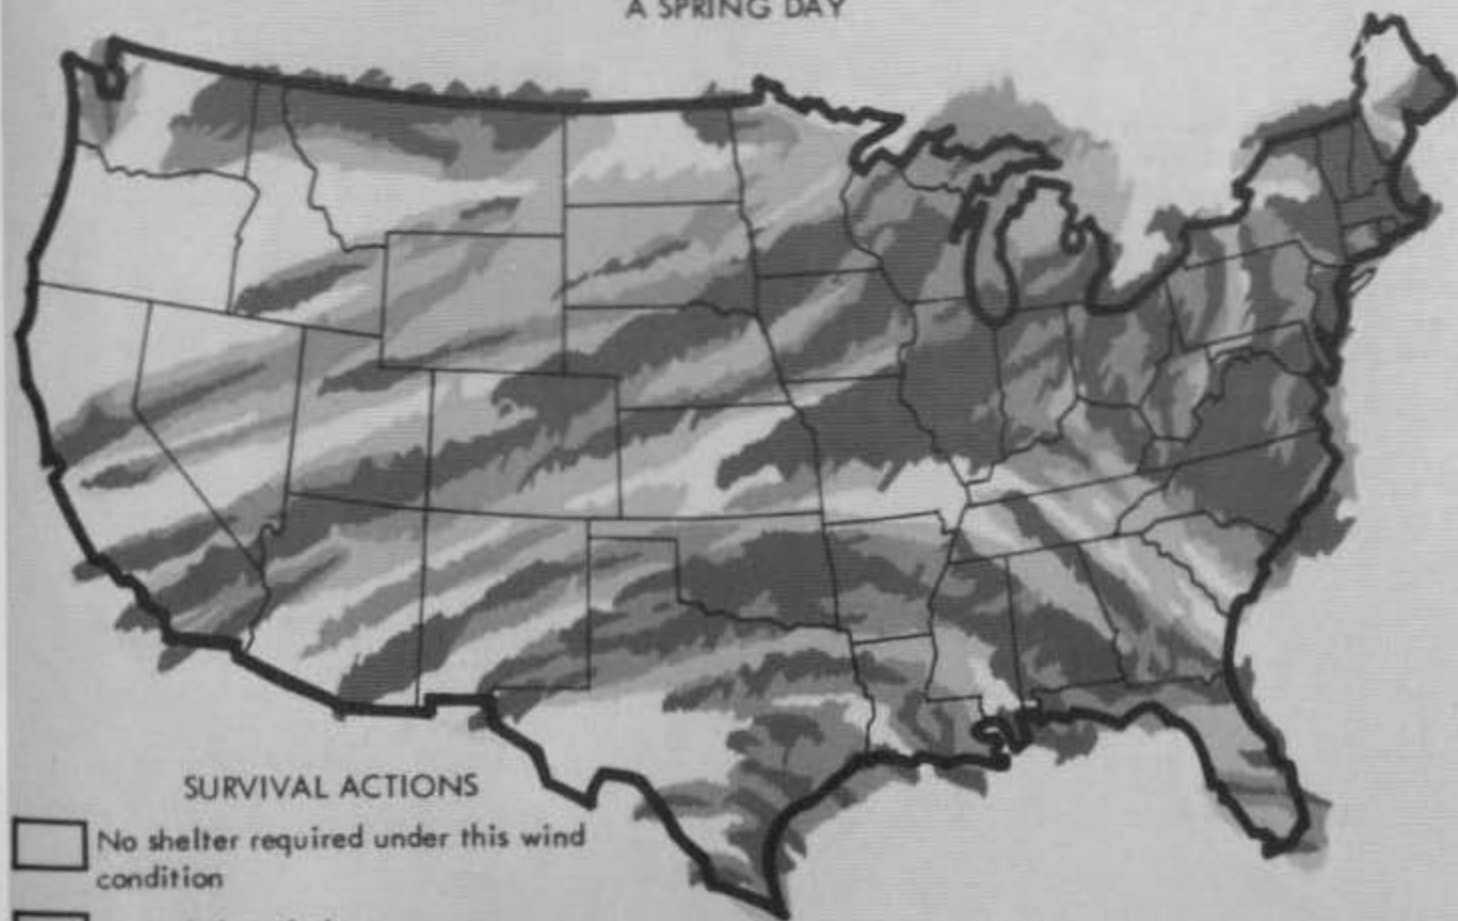 A SPRING DAY
SURVIVAL ACTIONS
No shelter required under this wind
condition